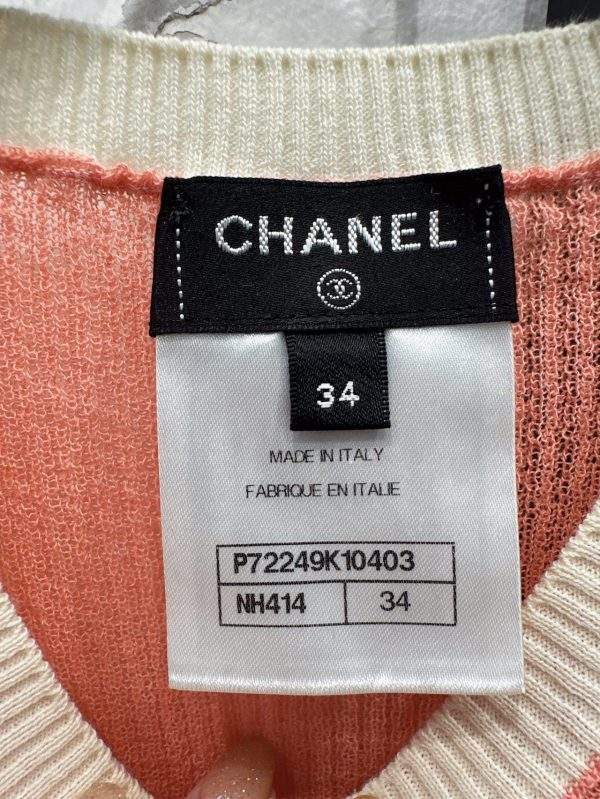 CHANEL
34
MADE IN ITALY
FABRIQUE EN ITALIE
P72249K10403
NH414 34